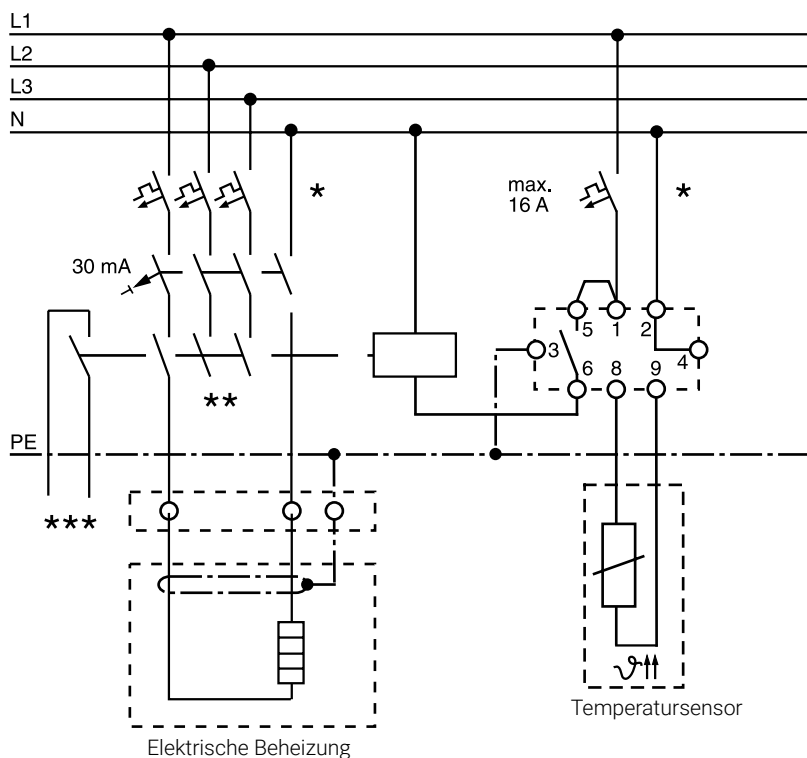 L1
L2
L3
N
*
max.
16 A
*
30 mA
5 1 2
3
4
6 8 9
**
PE
***
ϑ
Temperatursensor
Elektrische Beheizung